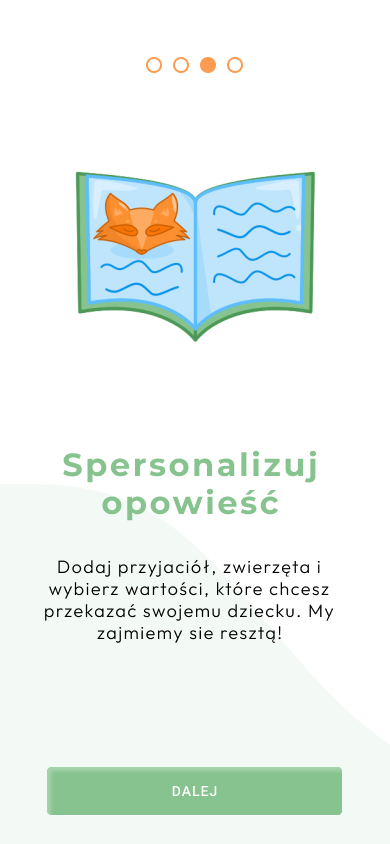 Spersonalizuj
opowieść
Dodaj przyjaciół, zwierzęta i
wybierz wartości, które chcesz
przekazać swojemu dziecku. My
zajmiemy sie resztą!
DALEJ